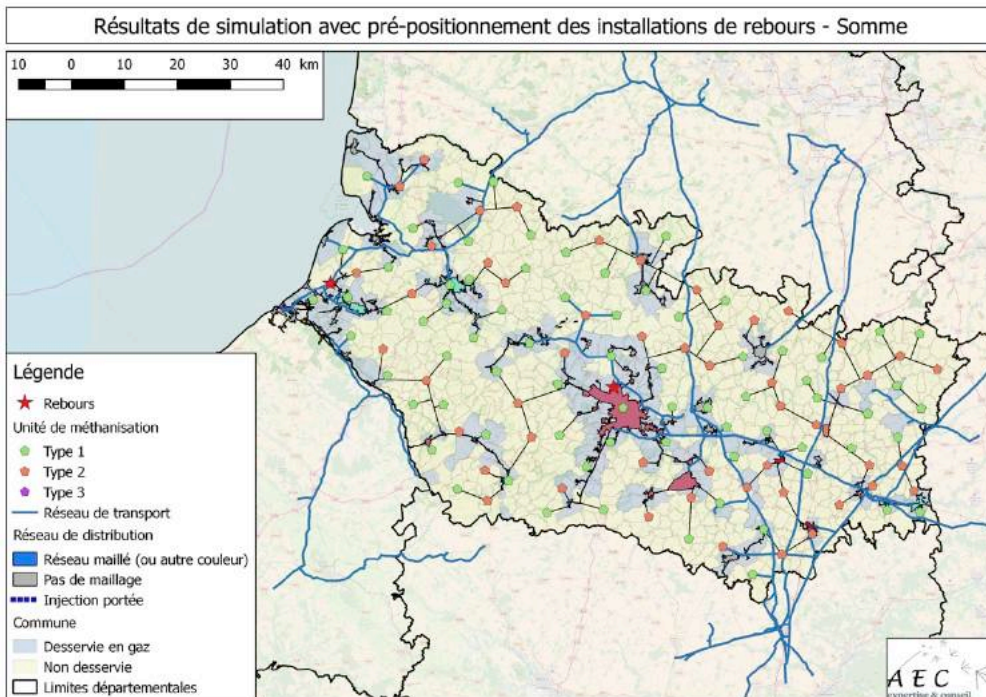 Résultats de simulation avec pré-positionnement des installations de rebours - Somme
10 0 10 20 30 40 km
Légende
Rebours
Unité de méthanisation
Type 1
Type 2
Type 3
Réseau de transport
Réseau de distribution
Réseau maillé (ou autre couleur)
Pas de maillage
Injection portée
Commune
Desservie en gaz
Non desservie
Limites départementales
AEC
expertise & conseil